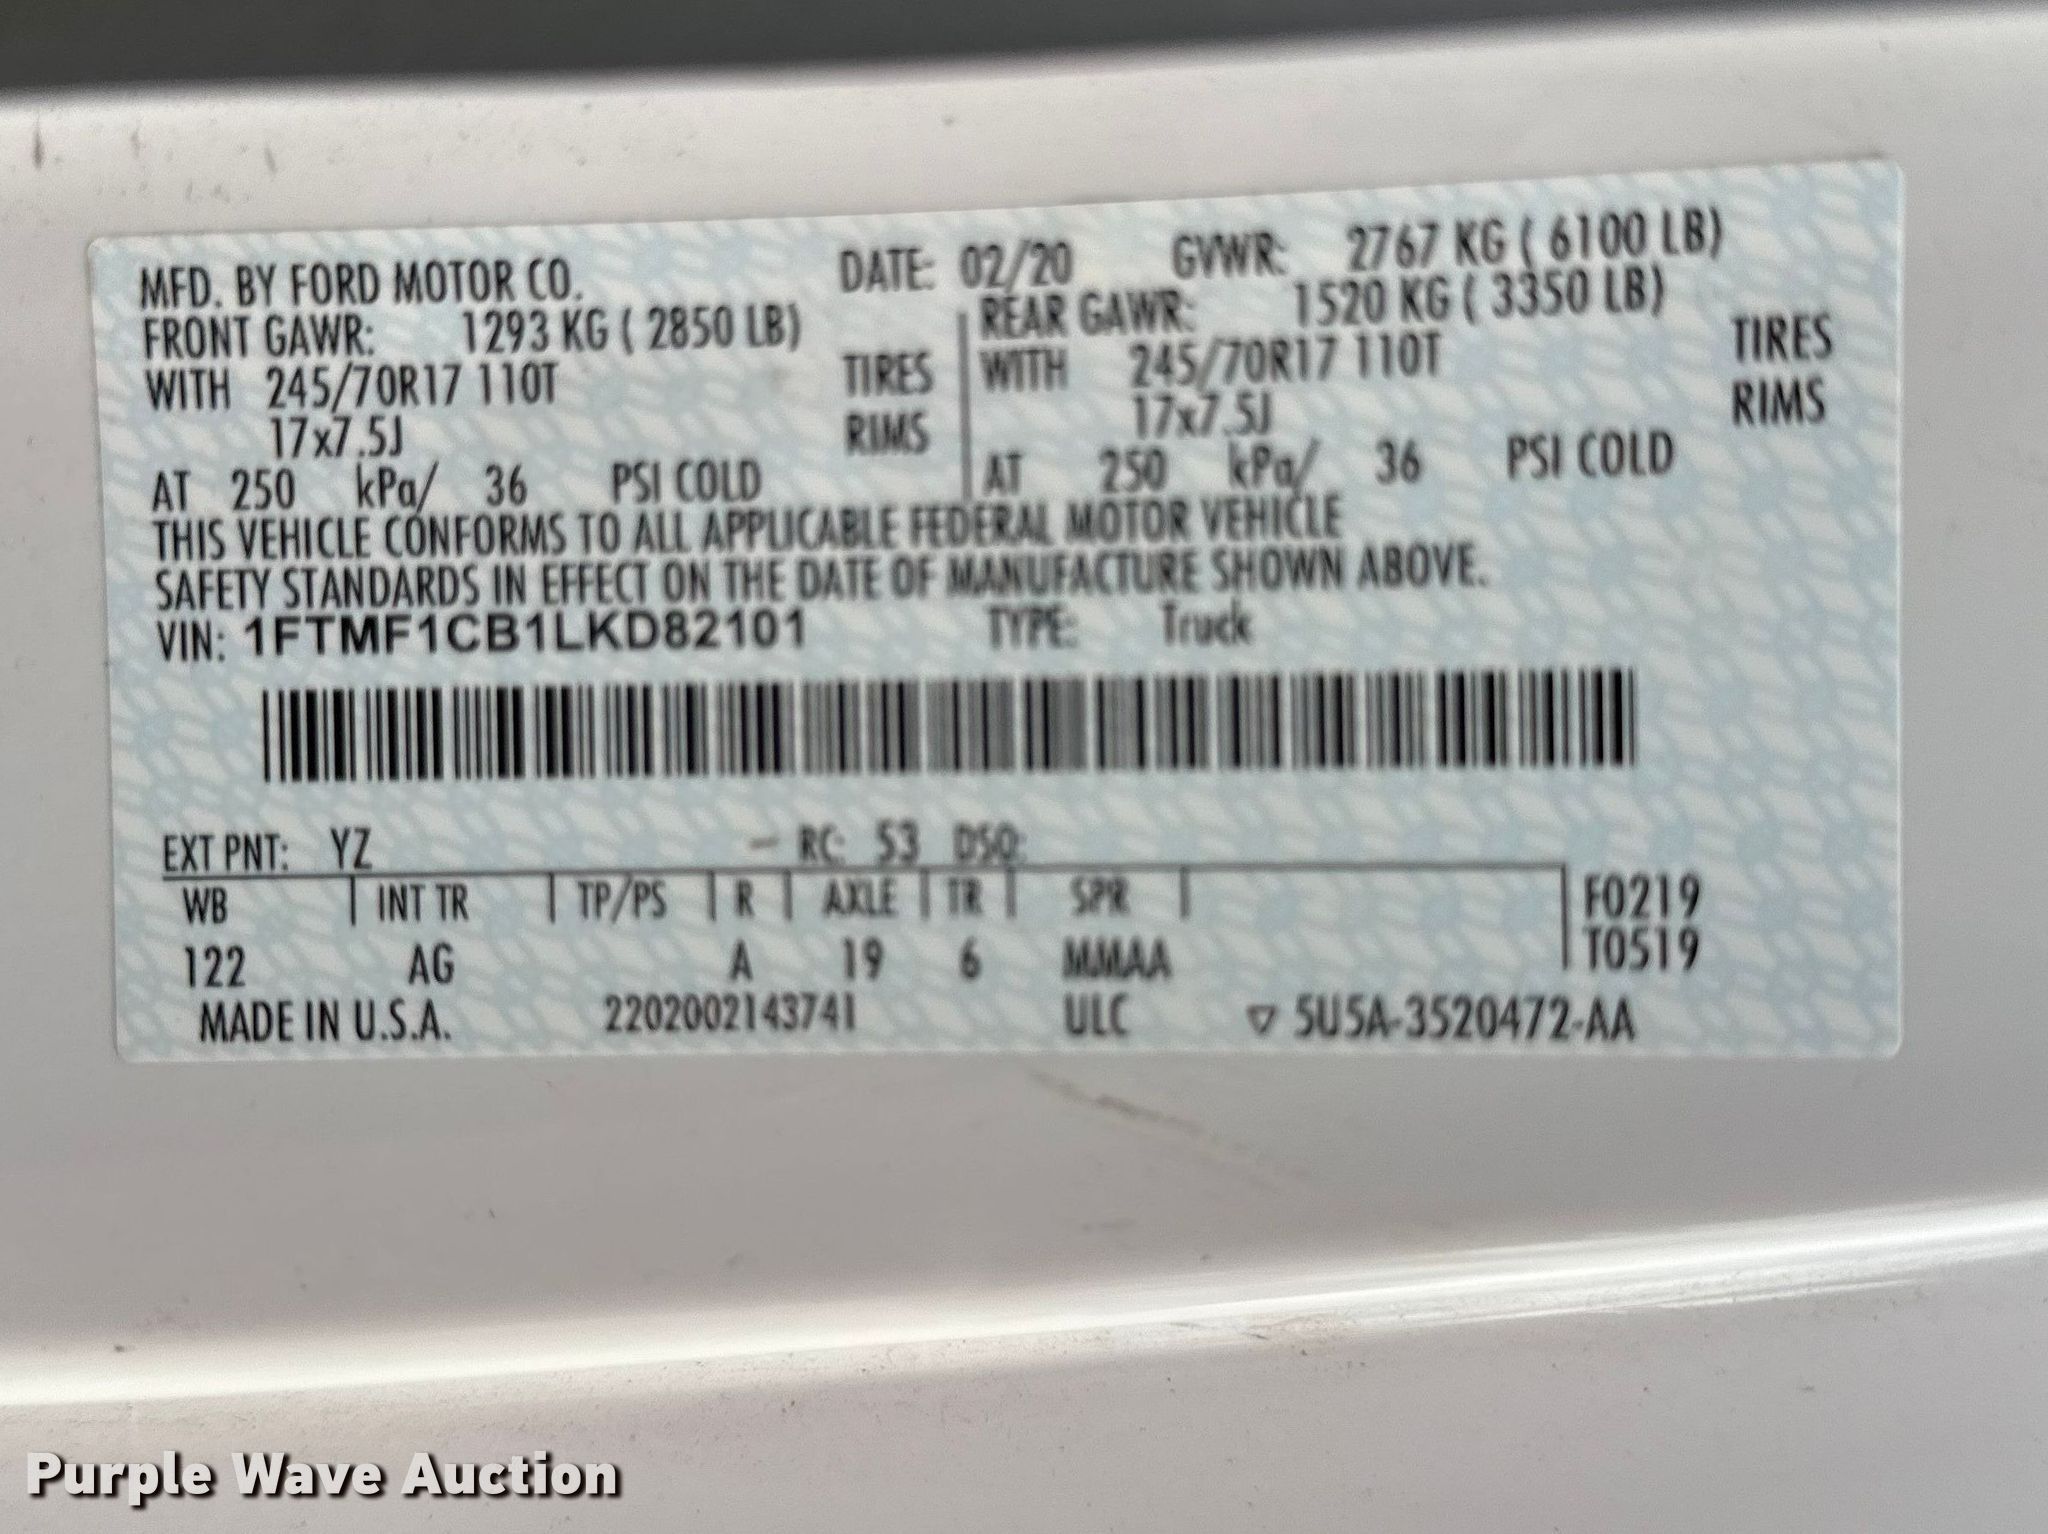 MFD. BY FORD MOTOR CO. DATE: 02/20 GVWR: 2767 KG ( 6100 LB)
FRONT GAWR: 1293 KG ( 2850 LB) REAR GAWR: 1520 KG ( 3350 LB)
WITH 245/70R17 110T TIRES WITH 245/70R17 110T TIRES
17x7.5J RIMS 17x7.5J RIMS
AT 250 kPa/ 36 PSI COLD AT 250 kPa/ 36 PSI COLD
THIS VEHICLE CONFORMS TO ALL APPLICABLE FEDERAL MOTOR VEHICLE
SAFETY STANDARDS IN EFFECT ON THE DATE OF MANUFACTURE SHOWN ABOVE.
VIN: 1FTMF1CB1LKD82101 TYPE: Truck
EXT PNT: YZ RC: 53 DSO:
WB | INT TR | TP/PS | R | AXLE | TR | SPR | F0219
122 AG A 19 6 MMAA T0519
MADE IN U.S.A. 2202002143741 ULC ▽ 5U5A-3520472-AA
Purple Wave Auction